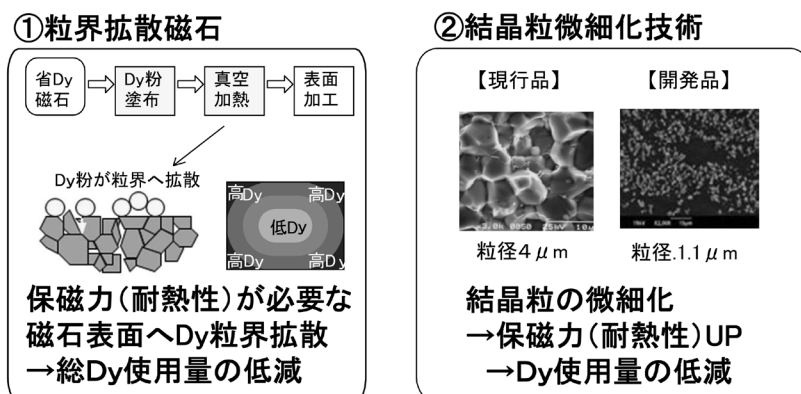 ①粒界拡散磁石
省Dy
磁石
Dy粉
塗布
真空
加熱
表面
加工
Dy粉が粒界へ拡散
高Dy
高Dy
低Dy
高Dy
高Dy
保磁力(耐熱性)が必要な
磁石表面へDy粒界拡散
→総Dy使用量の低減
②結晶粒微細化技術
【現行品】
【開発品】
25kV
10μ
粒径4μm
粒径.1.1μm
結晶粒の微細化
→保磁力(耐熱性)UP
→Dy使用量の低減